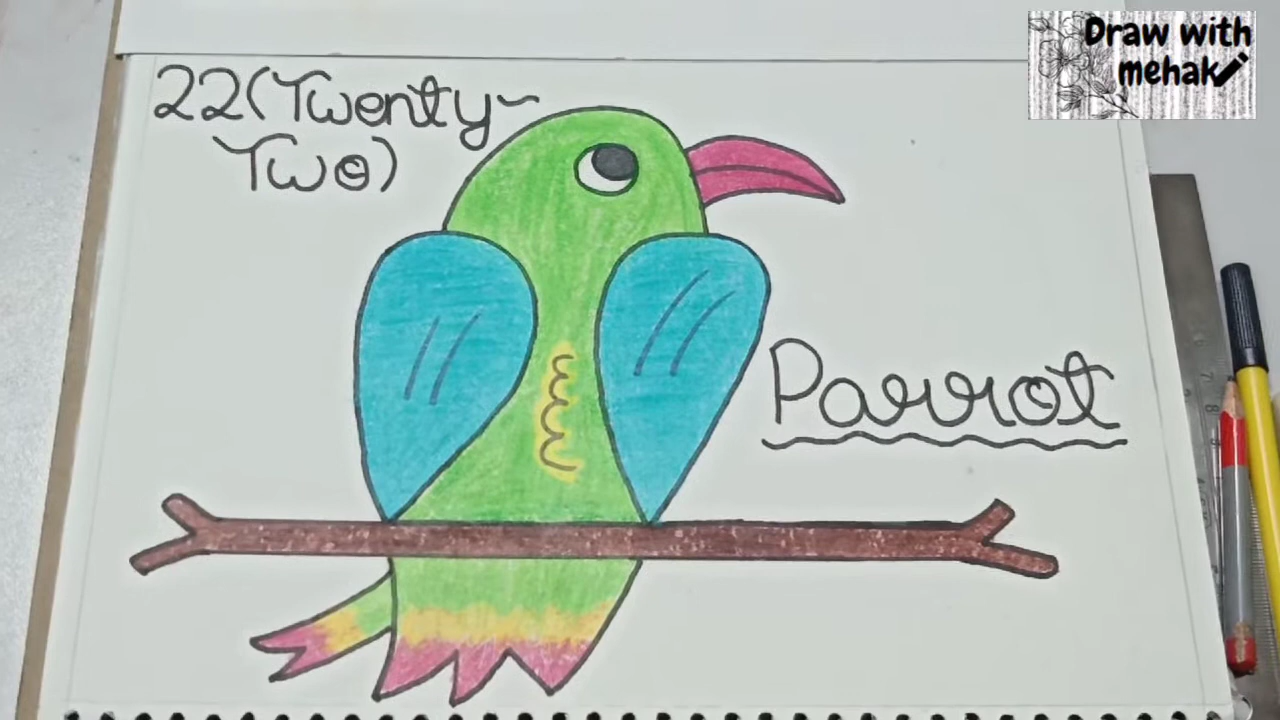 22(Twenty-
Two)
Draw with
mehak
Parrot